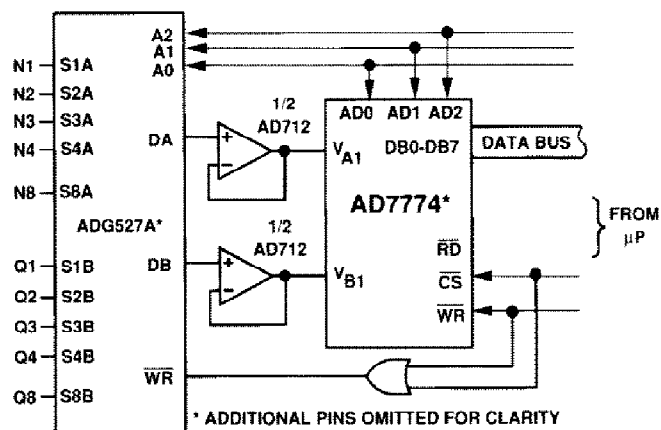 A2
A1
A0
N1 S1A
N2 S2A
N3 S3A
N4 S4A
N8 S8A
ADG527A*
Q1 S1B
Q2 S2B
Q3 S3B
Q4 S4B
Q8 S8B
DA
DB
WR
1/2
AD712
1/2
AD712
AD0 AD1 AD2
VA1
DB0-DB7
DATA BUS
AD7774*
VB1
RD
CS
WR
FROM
μP
* ADDITIONAL PINS OMITTED FOR CLARITY